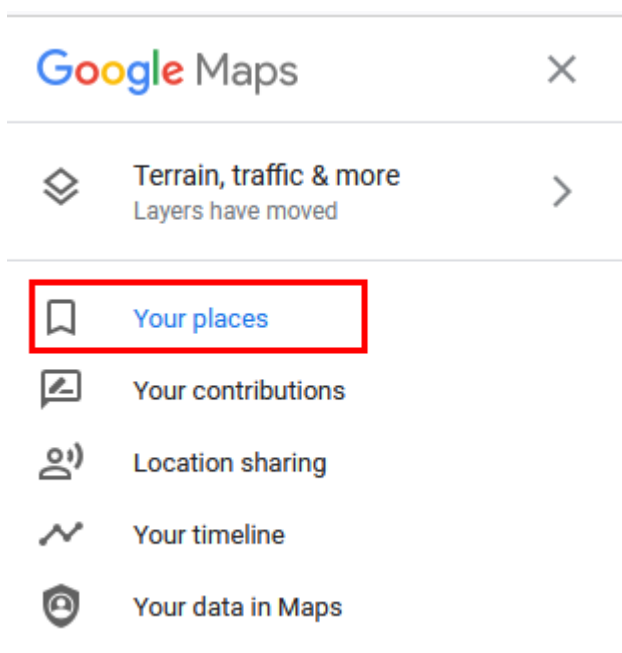 Google Maps
Terrain, traffic & more
Layers have moved
Your places
Your contributions
Location sharing
Your timeline
Your data in Maps